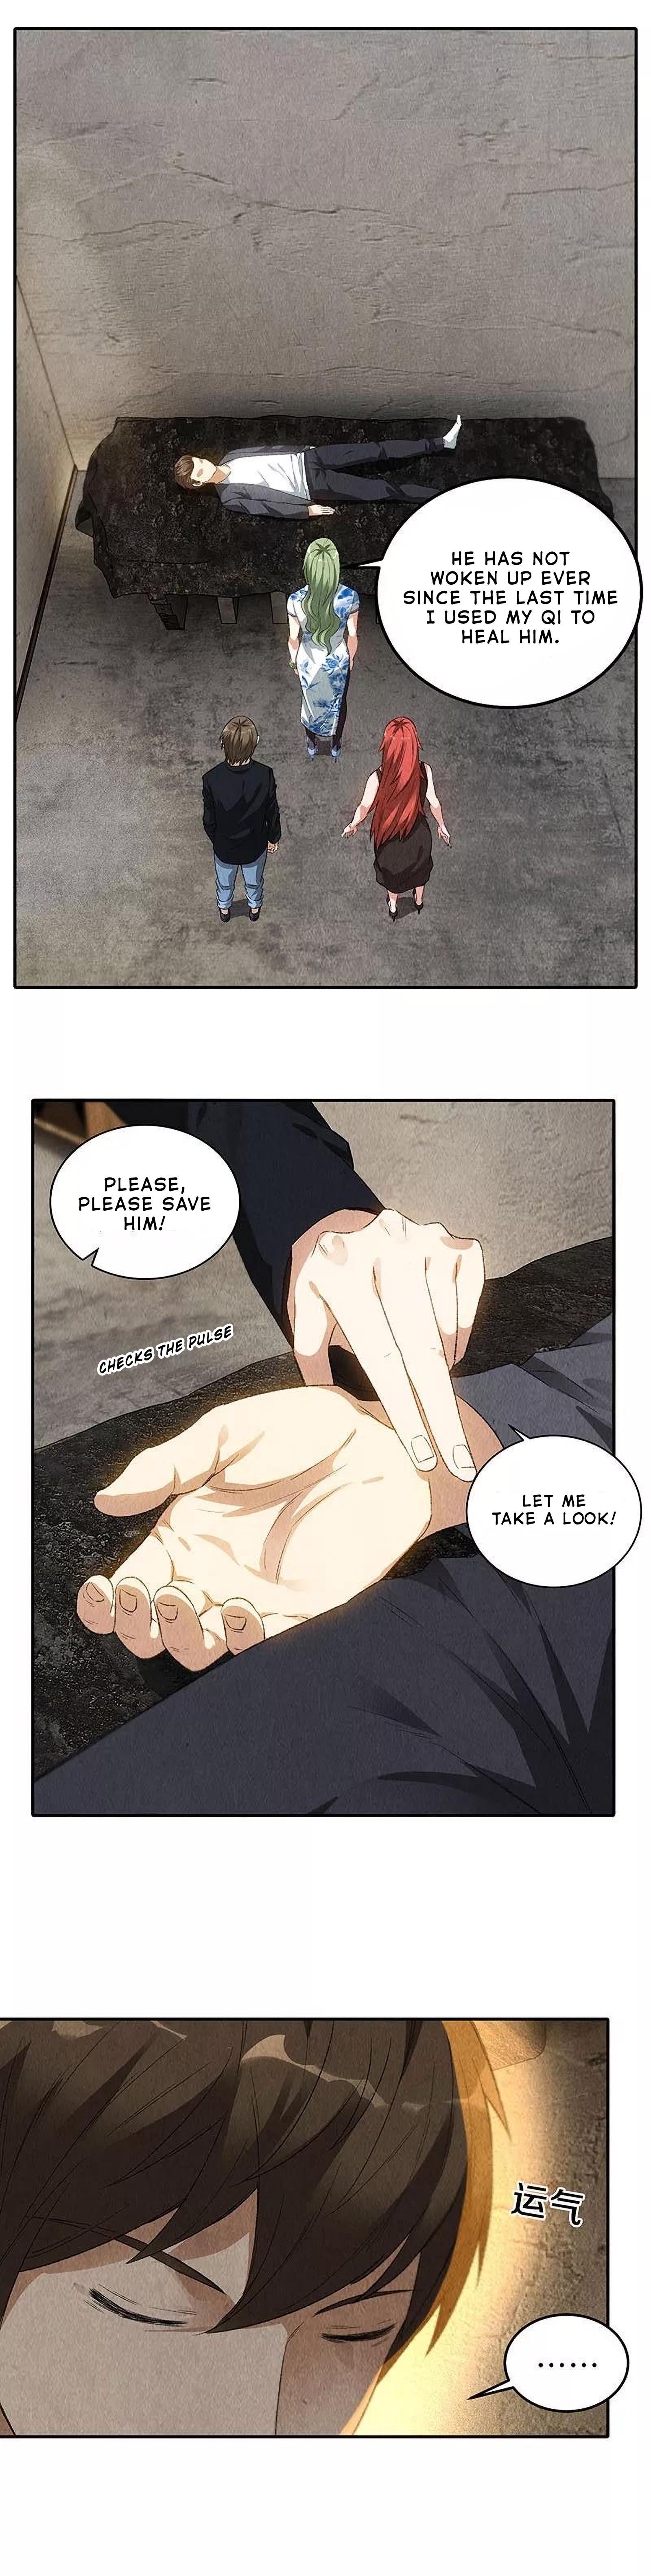 HE HAS NOT
WOKEN UP EVER
SINCE THE LAST TIME
I USED MY QI TO
HEAL HIM.
PLEASE,
PLEASE SAVE
HIM!
CHECKS THE PULSE
LET ME
TAKE A LOOK!
运气
......